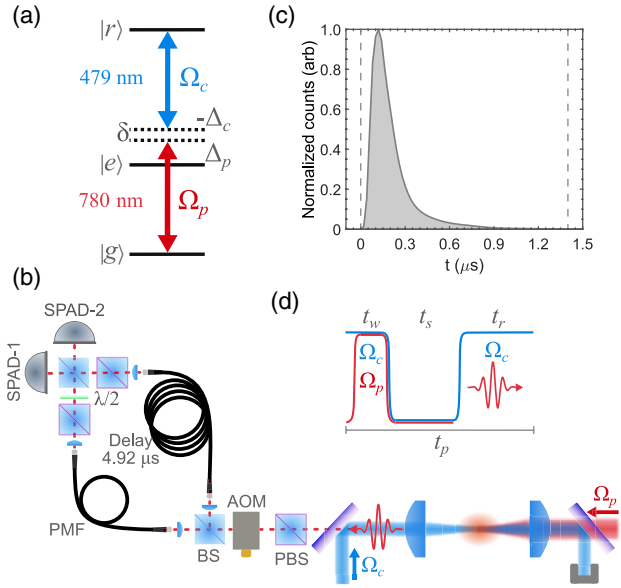 (a)
|r⟩
479 nm
Ω_c
-Δ_c
δ
|e⟩
Δ_p
780 nm
Ω_p
|g⟩
(b)
SPAD-2
SPAD-1
λ/2
Delay
4.92 μs
PMF
BS
AOM
PBS
Ω_c
Ω_p
(c)
Normalized counts (arb)
1.0
0.8
0.6
0.4
0.2
0
0
0.3
0.6
0.9
1.2
1.5
t (μs)
(d)
t_w
t_s
t_r
Ω_c
Ω_p
Ω_c
t_p